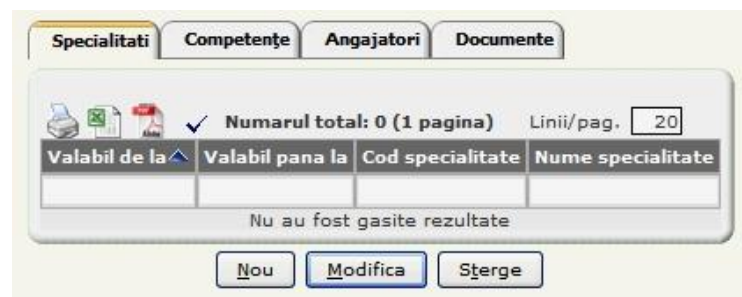 Specialitati Competenţe Angajatori Documente
Numarul total: 0 (1 pagina) Linii/pag. 20
Valabil de la Valabil pana la Cod specialitate Nume specialitate
Nu au fost gasite rezultate
Nou Modifica Sterge